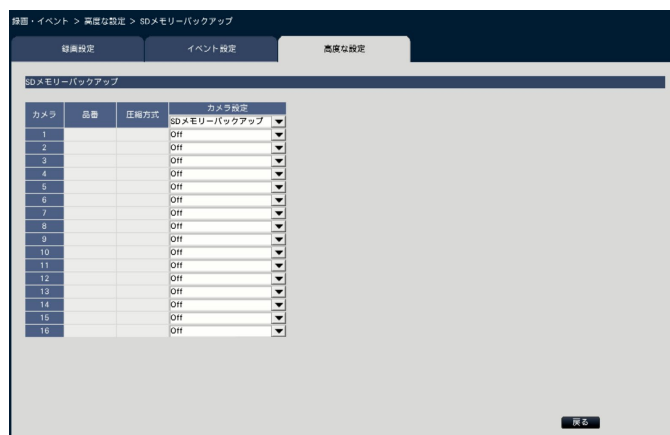 録画・イベント > 高度な設定 > SDメモリーバックアップ
録画設定 イベント設定 高度な設定
SDメモリーバックアップ
カメラ 品番 圧縮方式 カメラ設定
SDメモリーバックアップ
1 Off
2 Off
3 Off
4 Off
5 Off
6 Off
7 Off
8 Off
9 Off
10 Off
11 Off
12 Off
13 Off
14 Off
15 Off
16 Off
戻る